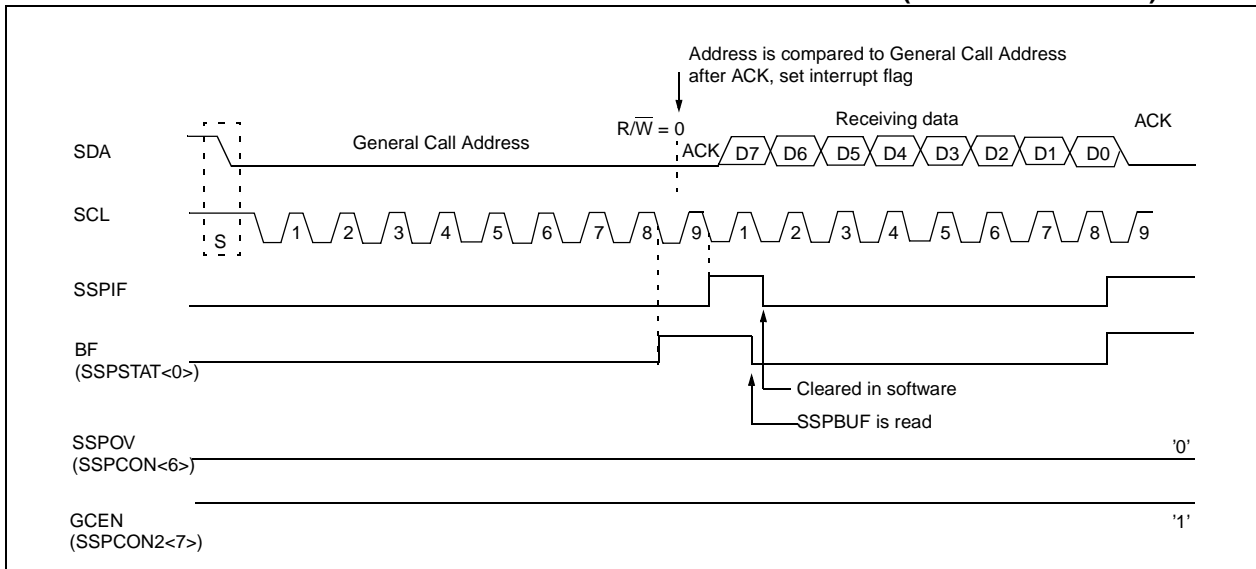 Address is compared to General Call Address
after ACK, set interrupt flag
R/W = 0
Receiving data
ACK
SDA
General Call Address
ACK
D7 D6 D5 D4 D3 D2 D1 D0
SCL
S
1 2 3 4 5 6 7 8 9 1 2 3 4 5 6 7 8 9
SSPIF
BF
(SSPSTAT<0>)
Cleared in software
SSPBUF is read
SSPOV
(SSPCON<6>)
'0'
GCEN
(SSPCON2<7>)
'1'